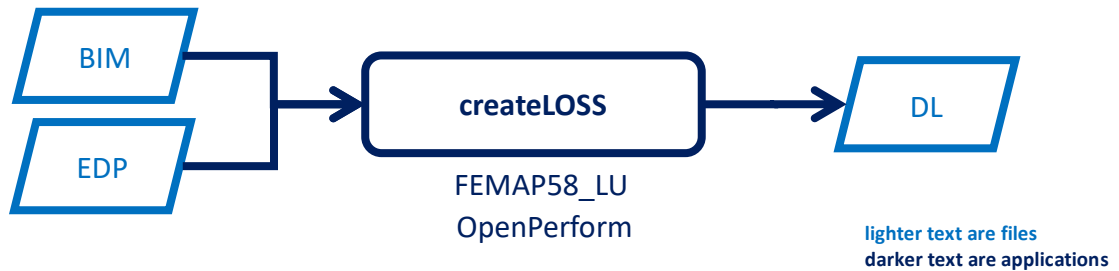 BIM
EDP
createLOSS
FEMAP58_LU
OpenPerform
DL
lighter text are files
darker text are applications